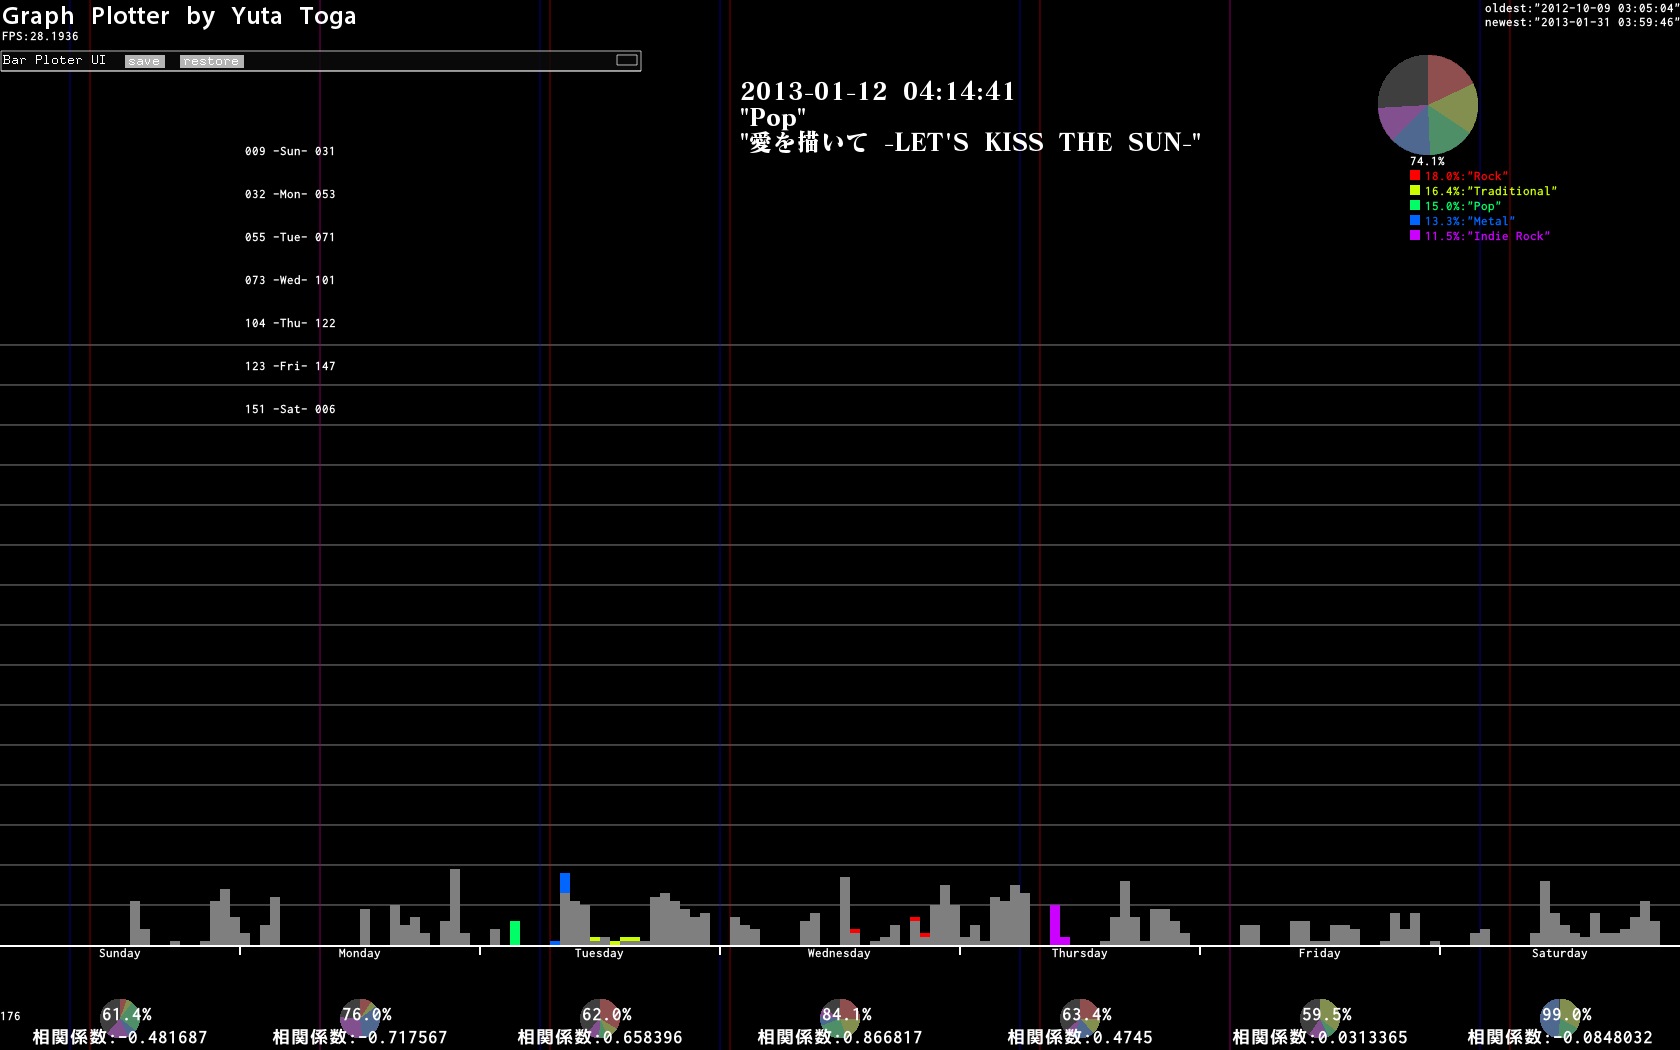 Graph Plotter by Yuta Toga
FPS:28.1936
oldest:"2012-10-09 03:05:04"
newest:"2013-01-31 03:59:46"
Bar Ploter UI save restore
2013-01-12 04:14:41
"Pop"
"愛を描いて -LET'S KISS THE SUN-"
009 -Sun- 031
032 -Mon- 053
055 -Tue- 071
073 -Wed- 101
104 -Thu- 122
123 -Fri- 147
151 -Sat- 006
74.1%
18.0%:"Rock"
16.4%:"Traditional"
15.0%:"Pop"
13.3%:"Metal"
11.5%:"Indie Rock"
Sunday Monday Tuesday Wednesday Thursday Friday Saturday
176
61.4% 76.0% 62.0% 84.1% 63.4% 59.5% 99.0%
相関係数:-0.481687 相関係数:-0.717567 相関係数:0.658396 相関係数:0.866817 相関係数:0.4745 相関係数:0.0313365 相関係数:-0.0848032